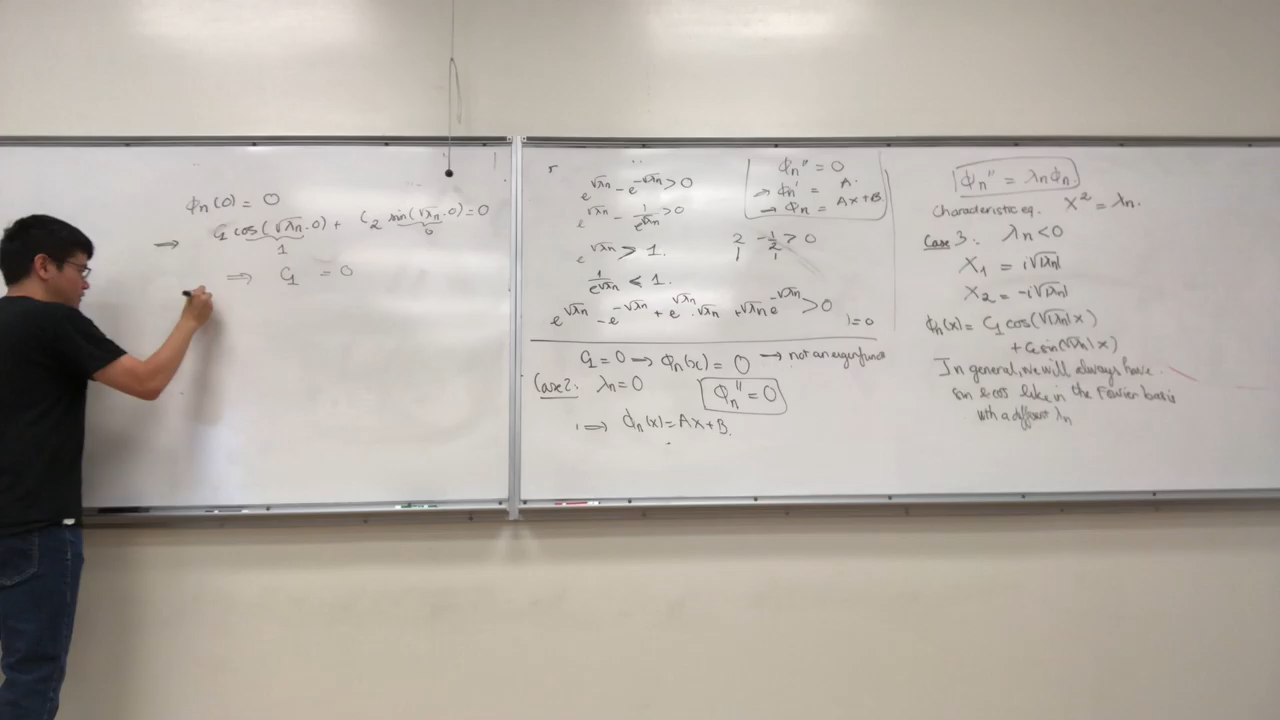 ϕn(0) = 0
⇒ C1 cos(√λn.0) + C2 sin(√λn.0) = 0
1 0
⇒ C1 = 0
e^√λn - e^-√λn > 0
e^√λn - 1/e^√λn > 0
e^√λn > 1.
1/e^√λn < 1.
e^√λn - e^-√λn + e^√λn.√λn + √λn e^-√λn > 0
ϕn'' = 0
→ ϕn' = A.
→ ϕn = Ax+B
2 - 1/2 > 0
)=0
C1 = 0 → ϕn(x) = 0 → not an eigenfunc
Case 2: λn = 0
ϕn'' = 0
⇒ ϕn(x) = Ax+B.
ϕn'' = λn ϕn.
Characteristic eq. X² = λn.
Case 3: λn < 0
X1 = i√|λn|
X2 = -i√|λn|
ϕn(x) = C1 cos(√|λn| x)
+ C2 sin(√|λn| x)
In general, we will always have
sin & cos like in the Fourier basis
with a different λn